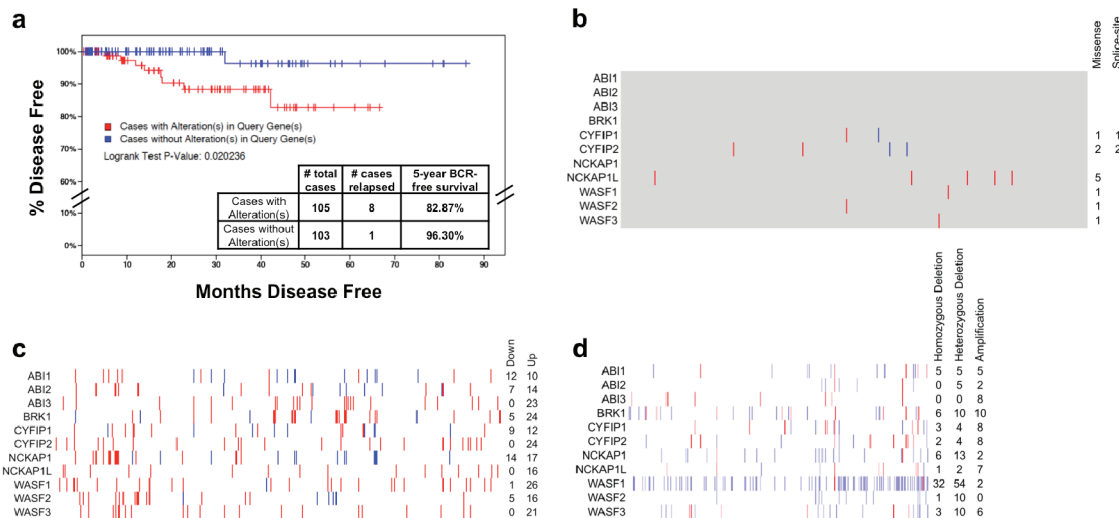 a
% Disease Free
100%
90%
80%
70%
60%
10%
0%
Cases with Alteration(s) in Query Gene(s)
Cases without Alteration(s) in Query Gene(s)
Logrank Test P-Value: 0.020236
# total cases
# cases relapsed
5-year BCR-free survival
Cases with Alteration(s) 105 8 82.87%
Cases without Alteration(s) 103 1 96.30%
0 10 20 30 40 50 60 70 80 90
Months Disease Free
b
Missense
Splice-site
ABI1
ABI2
ABI3
BRK1
CYFIP1 1 1
CYFIP2 2 2
NCKAP1
NCKAP1L 5
WASF1 1
WASF2 1
WASF3 1
c
Down
Up
ABI1 12 10
ABI2 7 14
ABI3 0 23
BRK1 5 24
CYFIP1 9 12
CYFIP2 0 24
NCKAP1 14 17
NCKAP1L 0 16
WASF1 1 26
WASF2 5 16
WASF3 0 21
d
Homozygous Deletion
Heterozygous Deletion
Amplification
ABI1 5 5 5
ABI2 0 5 2
ABI3 0 0 8
BRK1 6 10 10
CYFIP1 3 4 8
CYFIP2 2 4 8
NCKAP1 6 13 2
NCKAP1L 1 2 7
WASF1 32 54 2
WASF2 1 10 0
WASF3 3 10 6